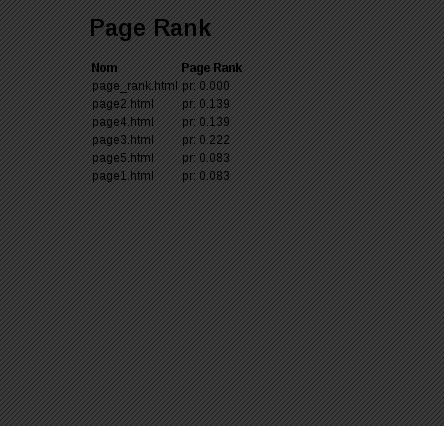 Page Rank
Nom Page Rank
page_rank.html pr: 0.000
page2.html pr: 0.139
page4.html pr: 0.139
page3.html pr: 0.222
page5.html pr: 0.083
page1.html pr: 0.083